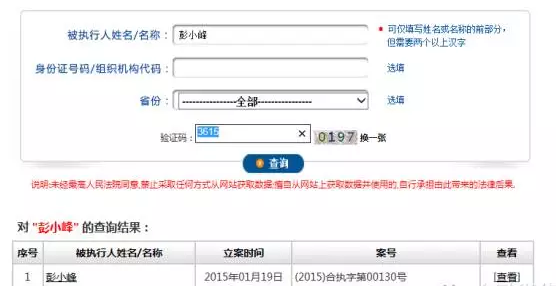 被执行人姓名/名称： 彭小峰 * 可仅填写姓名或名称的前部分，
但需要两个以上汉字
身份证号码/组织机构代码： 选填
省份： ----------------全部---------------- 选填
验证码： 3515 × 0197 换一张
查询
说明:未经最高人民法院同意,禁止采取任何方式从网站获取数据;擅自从网站上获取数据并使用的,自行承担由此带来的法律后果.
对 "彭小峰" 的查询结果：
序号 被执行人姓名/名称 立案时间 案号 查看
1 彭小峰 2015年01月19日 (2015)合执字第00130号 [查看]